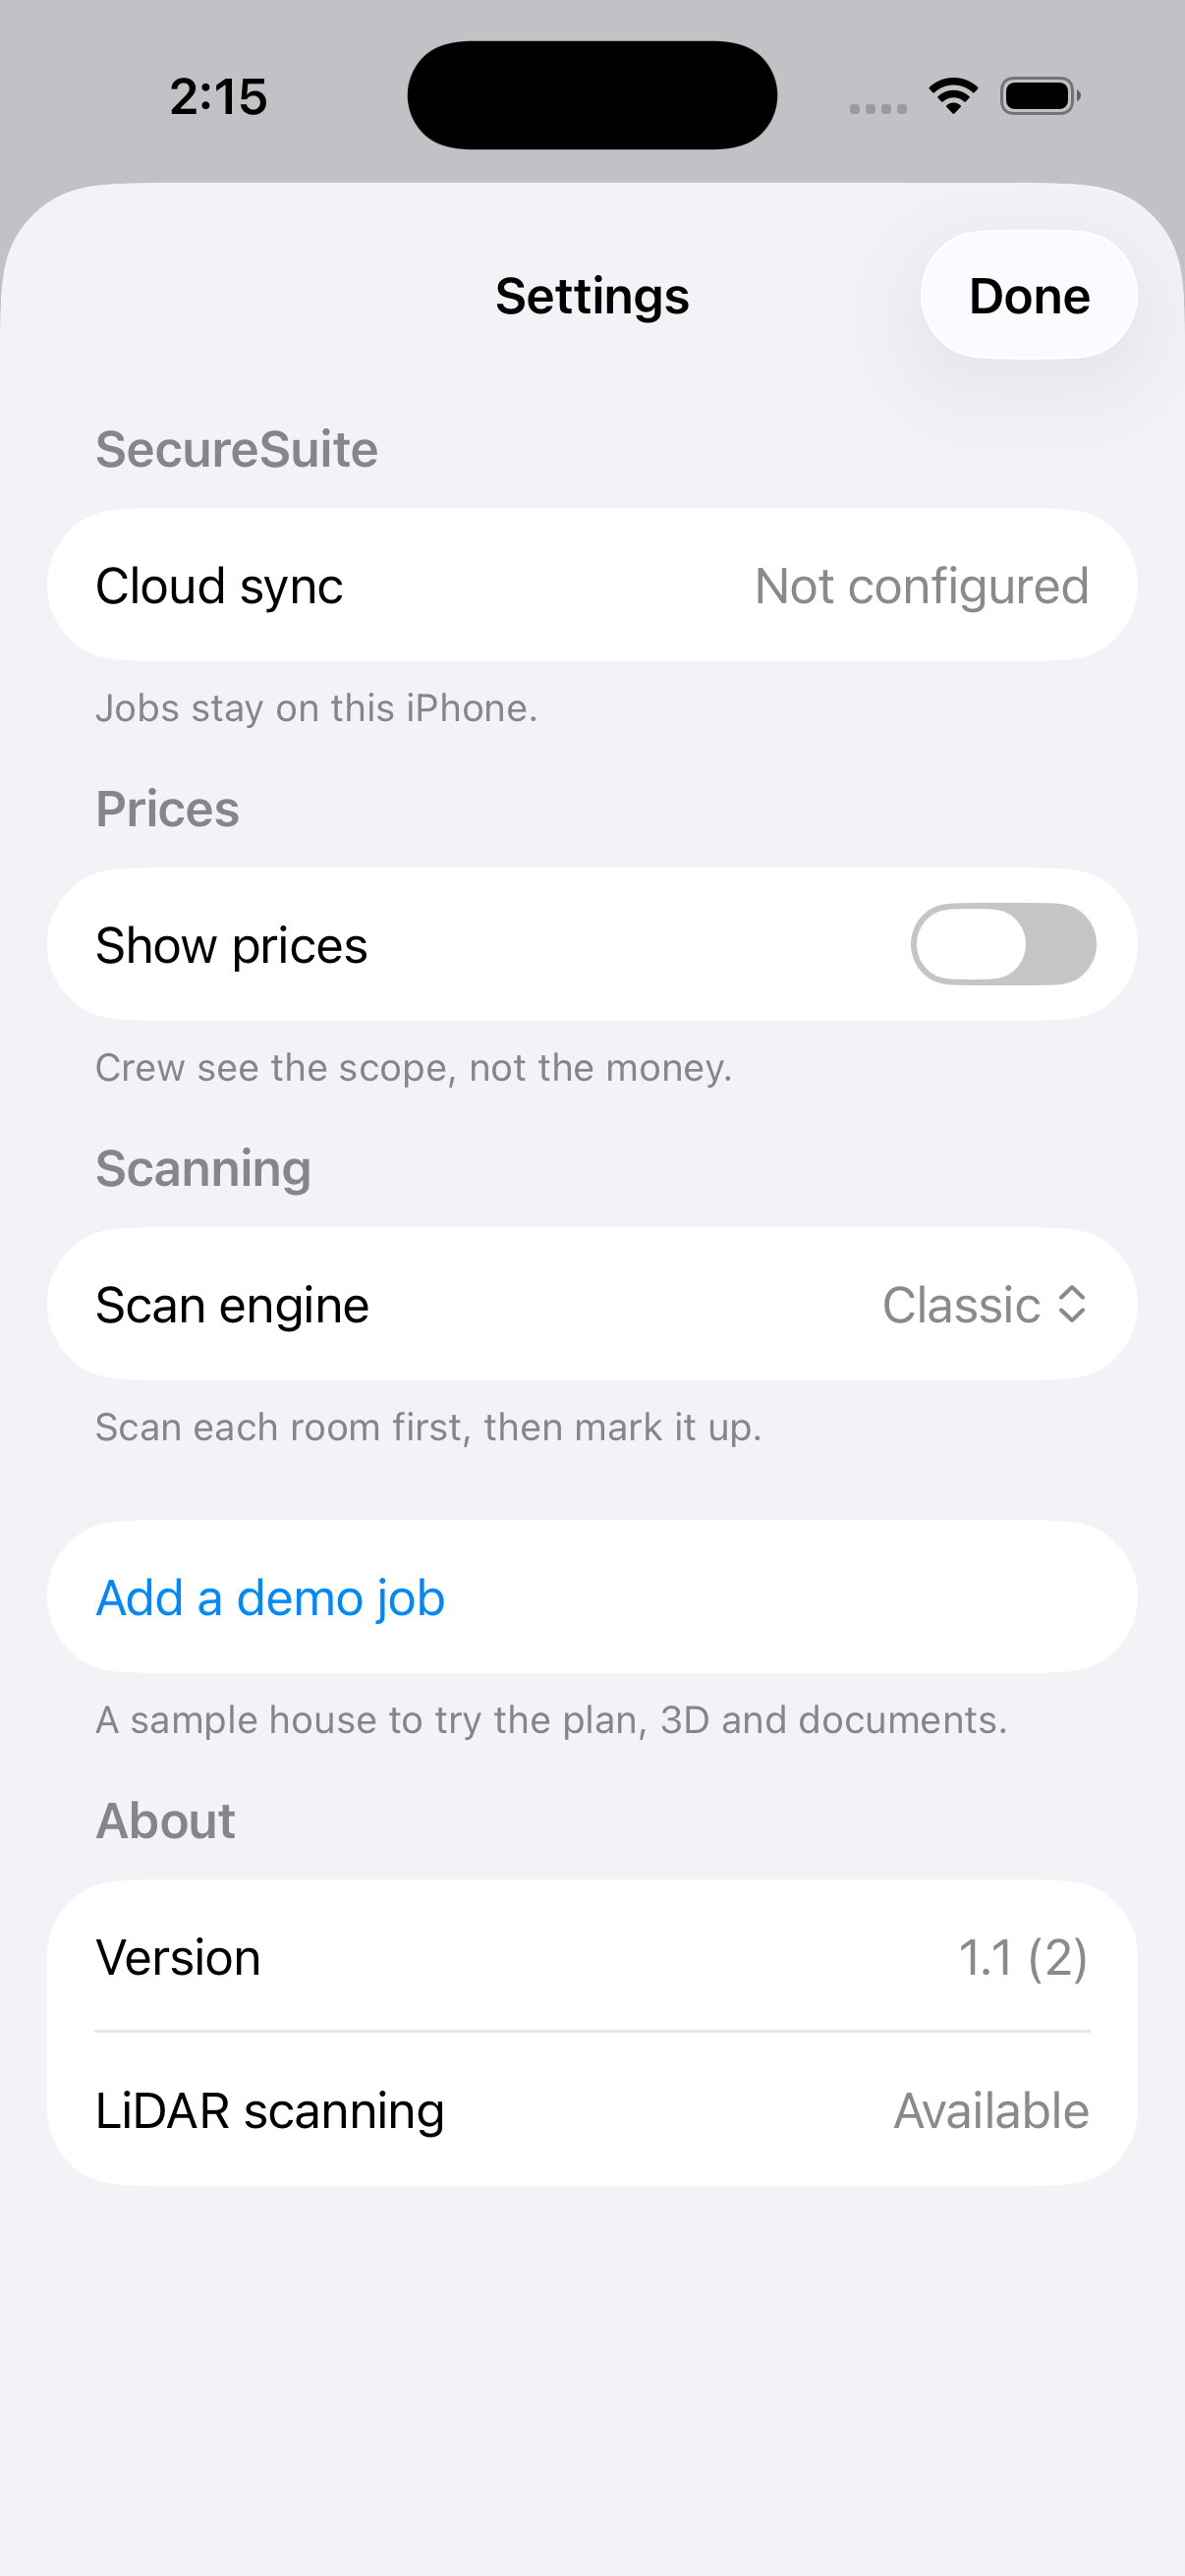 2:15
Settings
Done
SecureSuite
Cloud sync
Not configured
Jobs stay on this iPhone.
Prices
Show prices
Crew see the scope, not the money.
Scanning
Scan engine
Classic
Scan each room first, then mark it up.
Add a demo job
A sample house to try the plan, 3D and documents.
About
Version
1.1 (2)
LiDAR scanning
Available